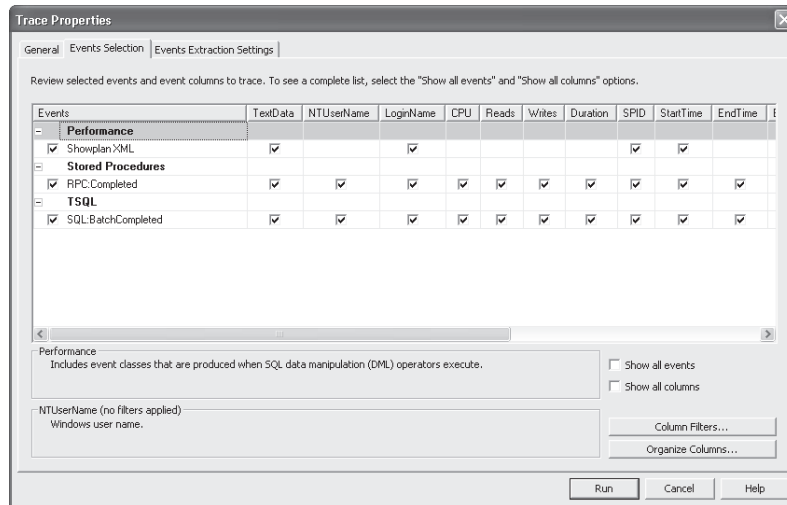 Trace Properties
General Events Selection Events Extraction Settings
Review selected events and event columns to trace. To see a complete list, select the "Show all events" and "Show all columns" options.
Events TextData NTUserName LoginName CPU Reads Writes Duration SPID StartTime EndTime
Performance
Showplan XML
Stored Procedures
RPC:Completed
TSQL
SQL:BatchCompleted
Performance
Includes event classes that are produced when SQL data manipulation (DML) operators execute.
Show all events
Show all columns
NTUserName (no filters applied)
Windows user name.
Column Filters...
Organize Columns...
Run Cancel Help